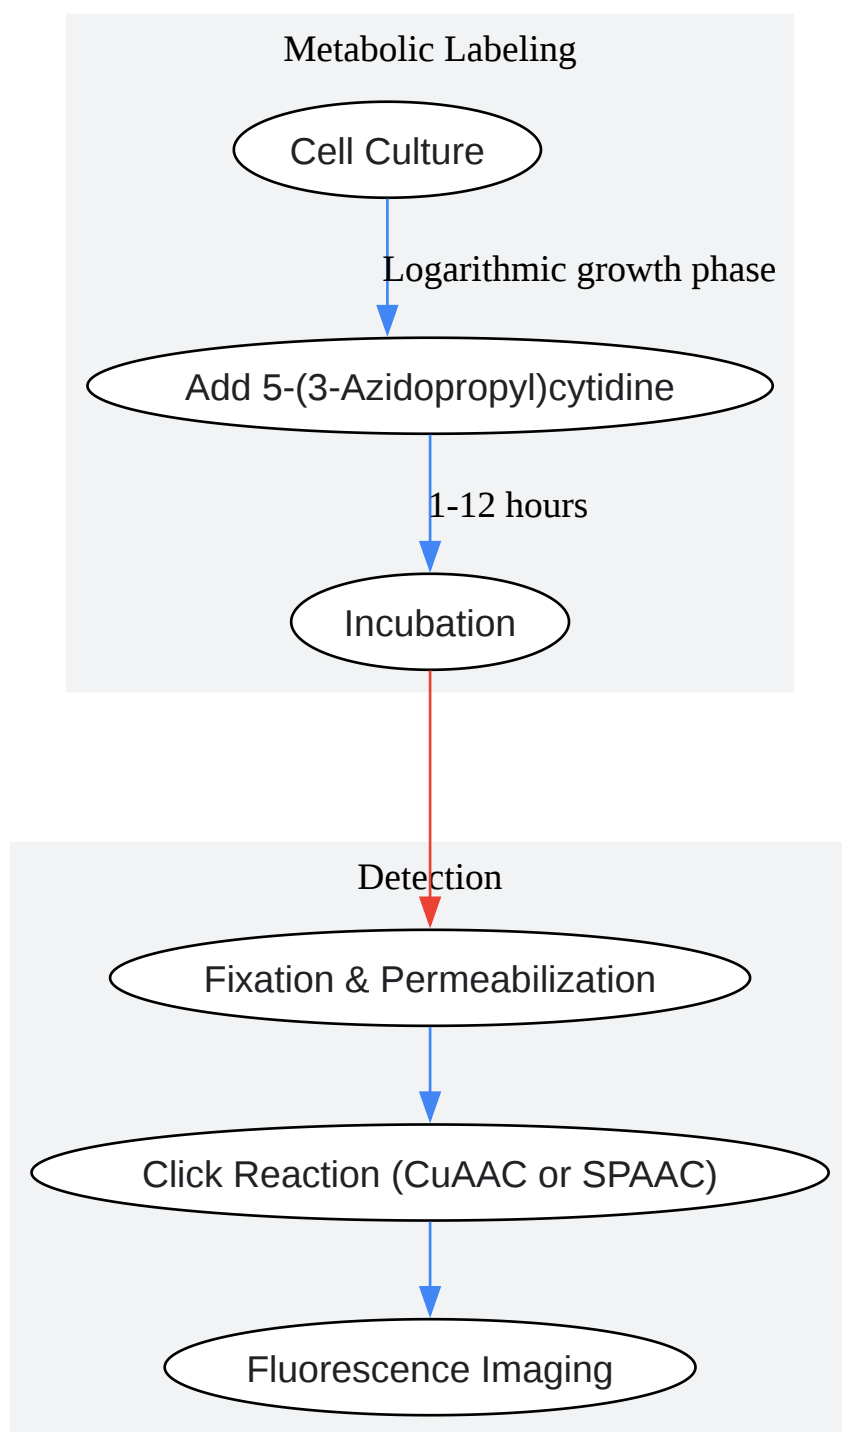 Metabolic Labeling
Cell Culture
Logarithmic growth phase
Add 5-(3-Azidopropyl)cytidine
1-12 hours
Incubation
Detection
Fixation & Permeabilization
Click Reaction (CuAAC or SPAAC)
Fluorescence Imaging